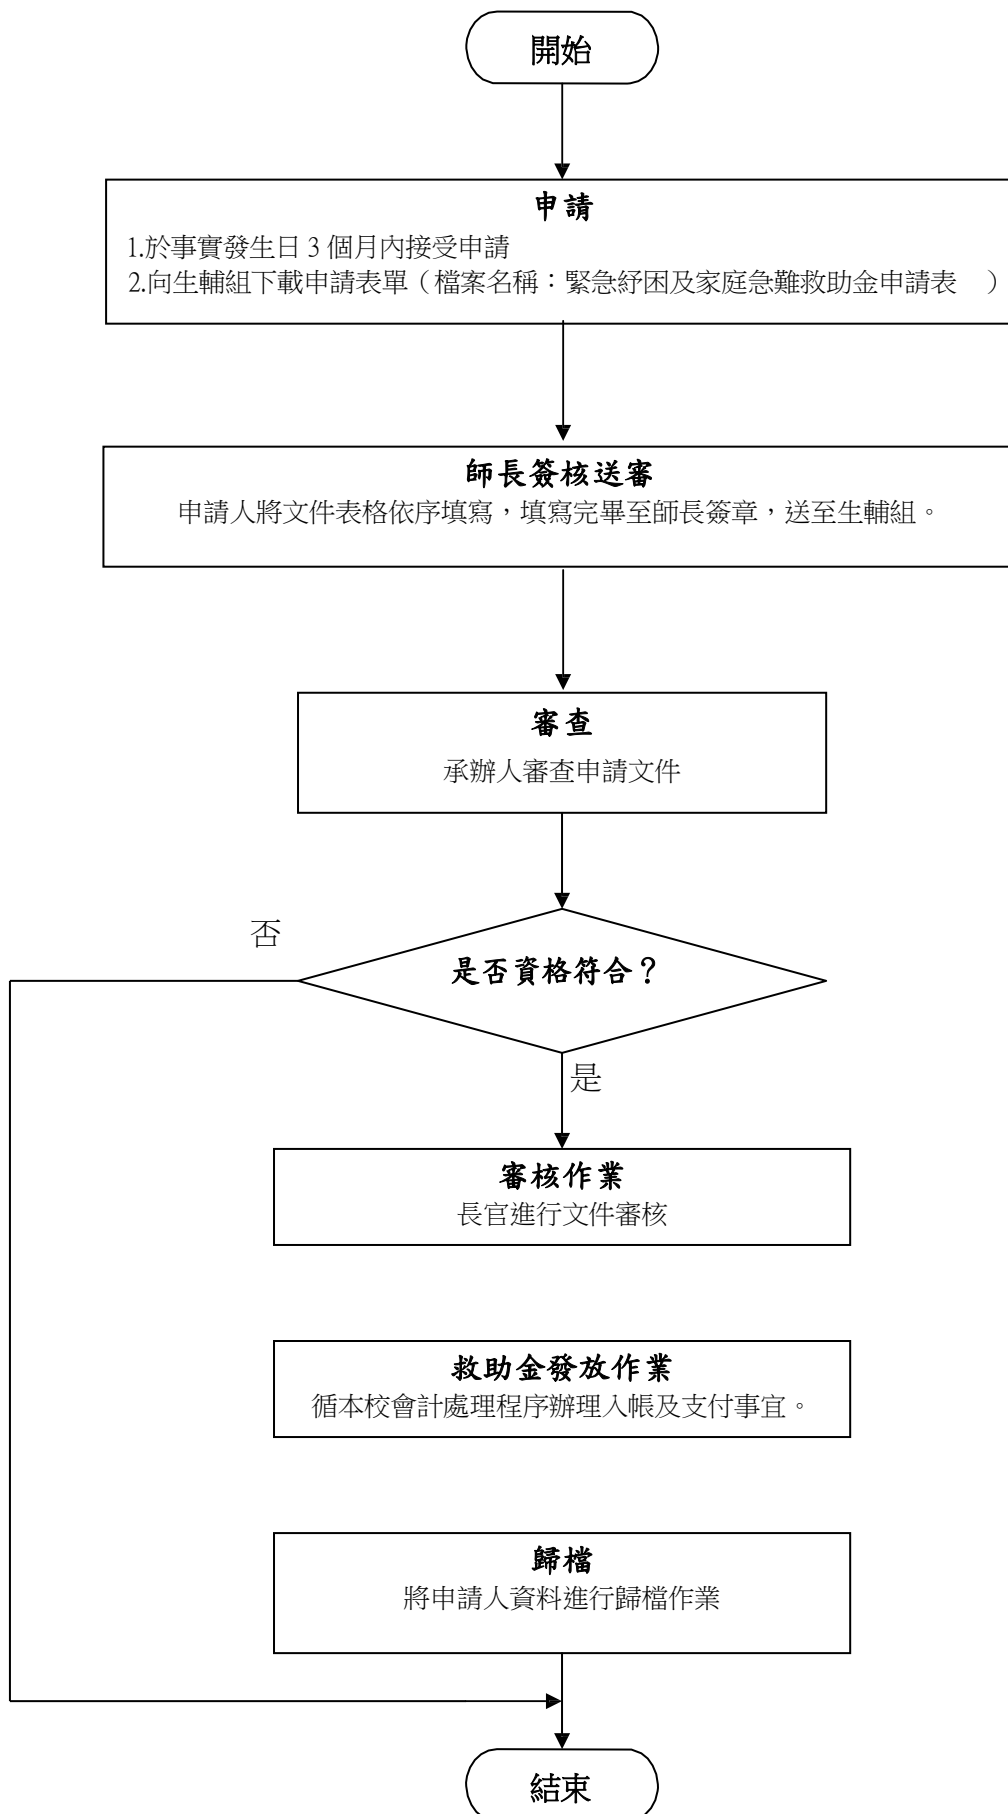 開始
申請
1.於事實發生日 3 個月內接受申請
2.向生輔組下載申請表單（檔案名稱：緊急紓困及家庭急難救助金申請表　）
師長簽核送審
申請人將文件表格依序填寫，填寫完畢至師長簽章，送至生輔組。
審查
承辦人審查申請文件
否
是否資格符合？
是
審核作業
長官進行文件審核
救助金發放作業
循本校會計處理程序辦理入帳及支付事宜。
歸檔
將申請人資料進行歸檔作業
結束